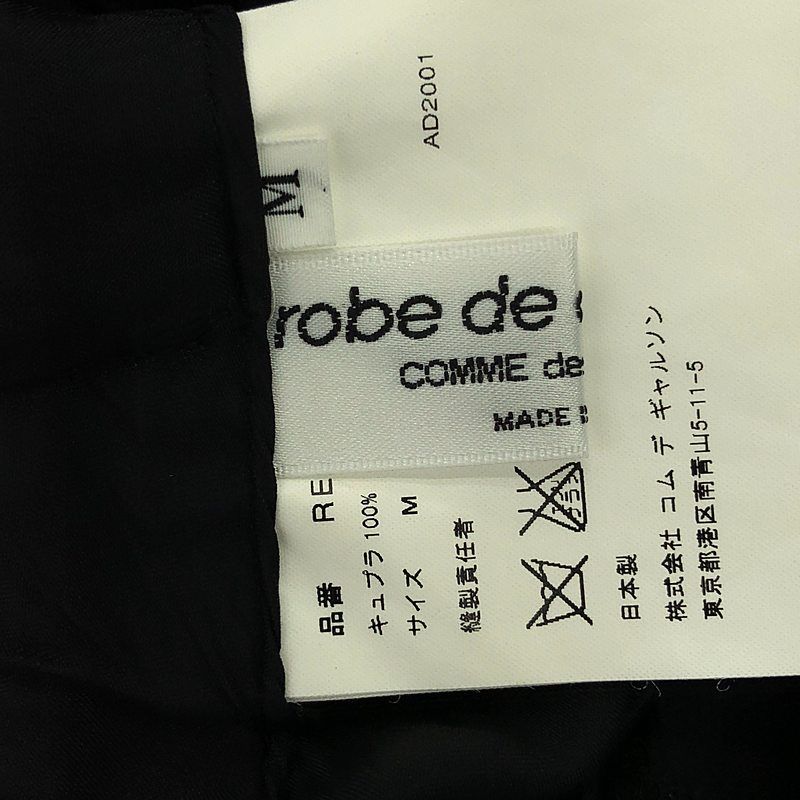 M
robe de
COMME de
MADE
AD2001
品番 RE
キュプラ 100%
サイズ M
縫製責任者
日本製
株式会社 コム デ ギャルソン
東京都港区南青山5-11-5